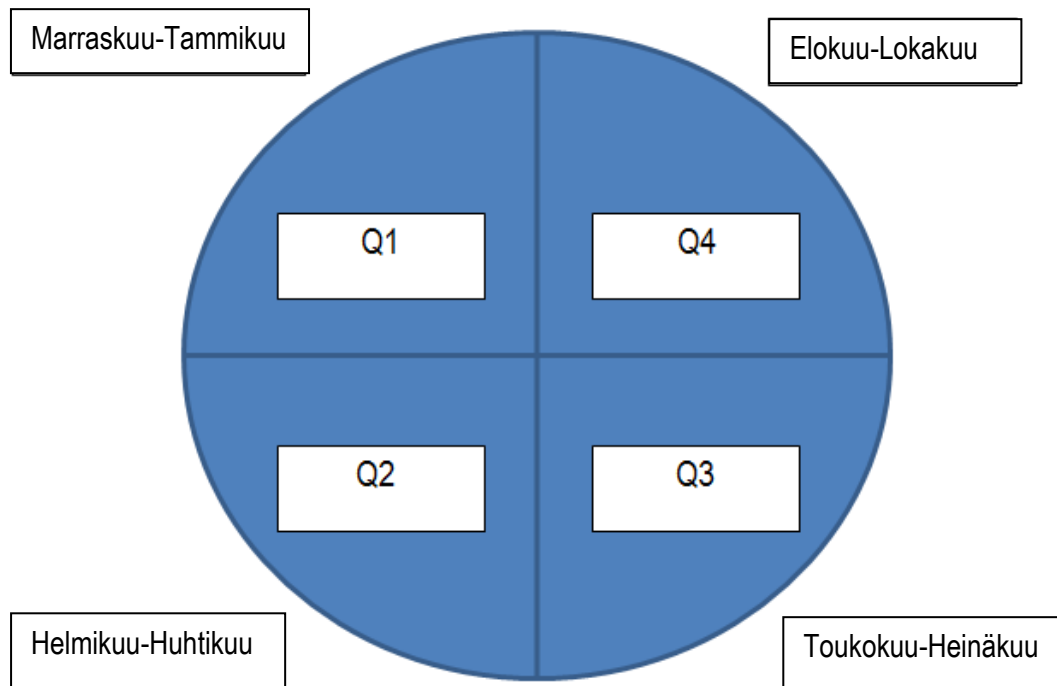 Marraskuu-Tammikuu
Elokuu-Lokakuu
Q1
Q4
Q2
Q3
Helmikuu-Huhtikuu
Toukokuu-Heinäkuu